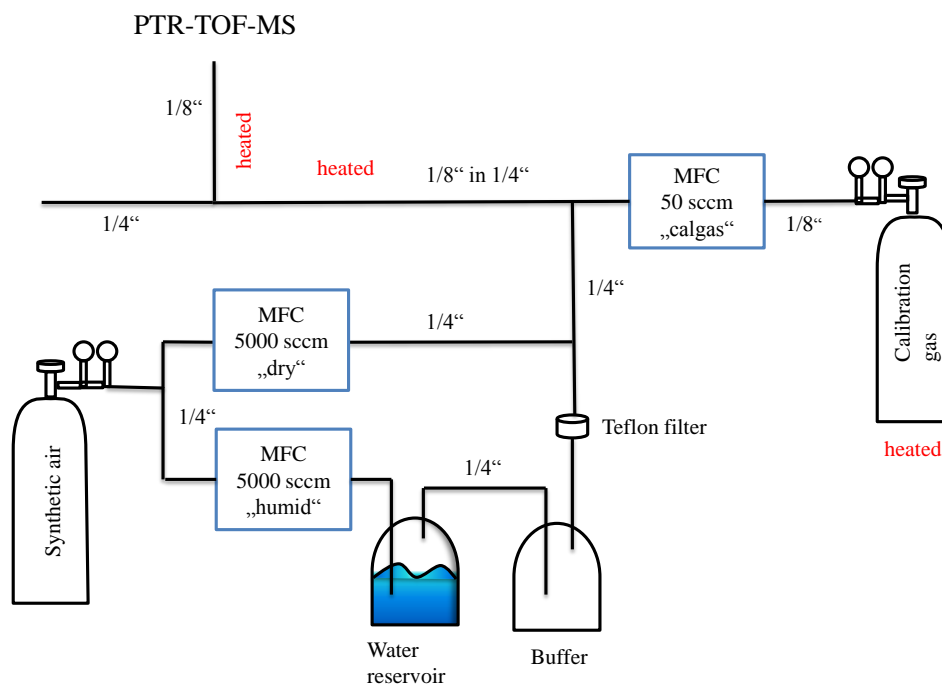 PTR-TOF-MS
1/8“
heated
heated
1/8“ in 1/4“
MFC
50 sccm
„calgas“
1/4“
1/8“
1/4“
Calibration
gas
MFC
5000 sccm
„dry“
1/4“
1/4“
Teflon filter
heated
MFC
5000 sccm
„humid“
1/4“
Synthetic air
Water
reservoir
Buffer